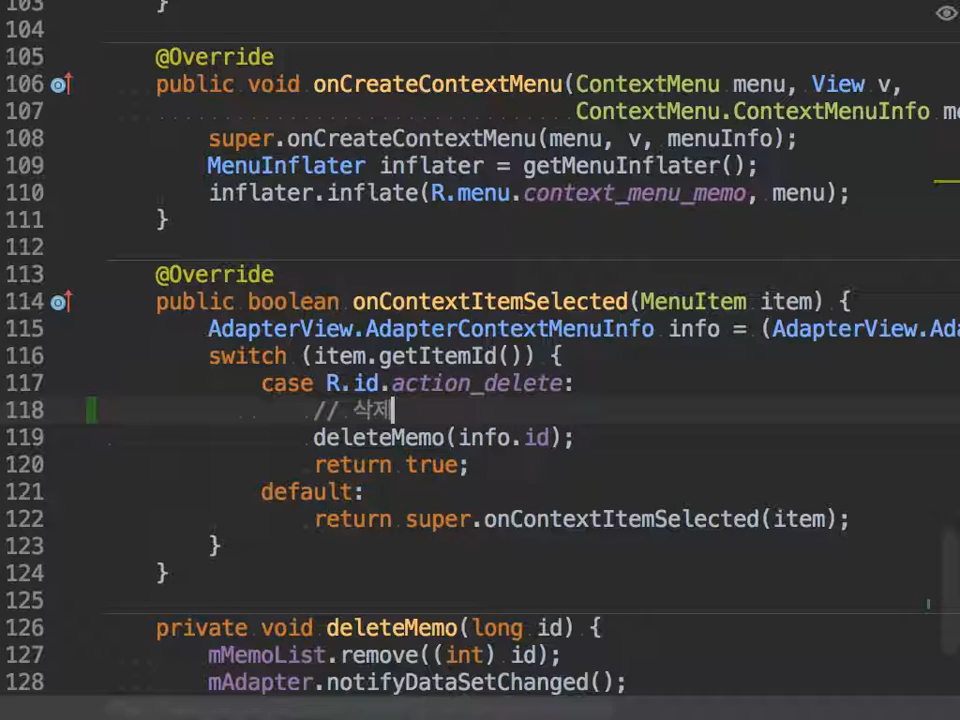 103 }
104
105 @Override
106 public void onCreateContextMenu(ContextMenu menu, View v,
107 ContextMenu.ContextMenuInfo
108 super.onCreateContextMenu(menu, v, menuInfo);
109 MenuInflater inflater = getMenuInflater();
110 inflater.inflate(R.menu.context_menu_memo, menu);
111 }
112
113 @Override
114 public boolean onContextItemSelected(MenuItem item) {
115 AdapterView.AdapterContextMenuInfo info = (AdapterView.Ada
116 switch (item.getItemId()) {
117 case R.id.action_delete:
118 // 삭제
119 deleteMemo(info.id);
120 return true;
121 default:
122 return super.onContextItemSelected(item);
123 }
124 }
125
126 private void deleteMemo(long id) {
127 mMemoList.remove((int) id);
128 mAdapter.notifyDataSetChanged();